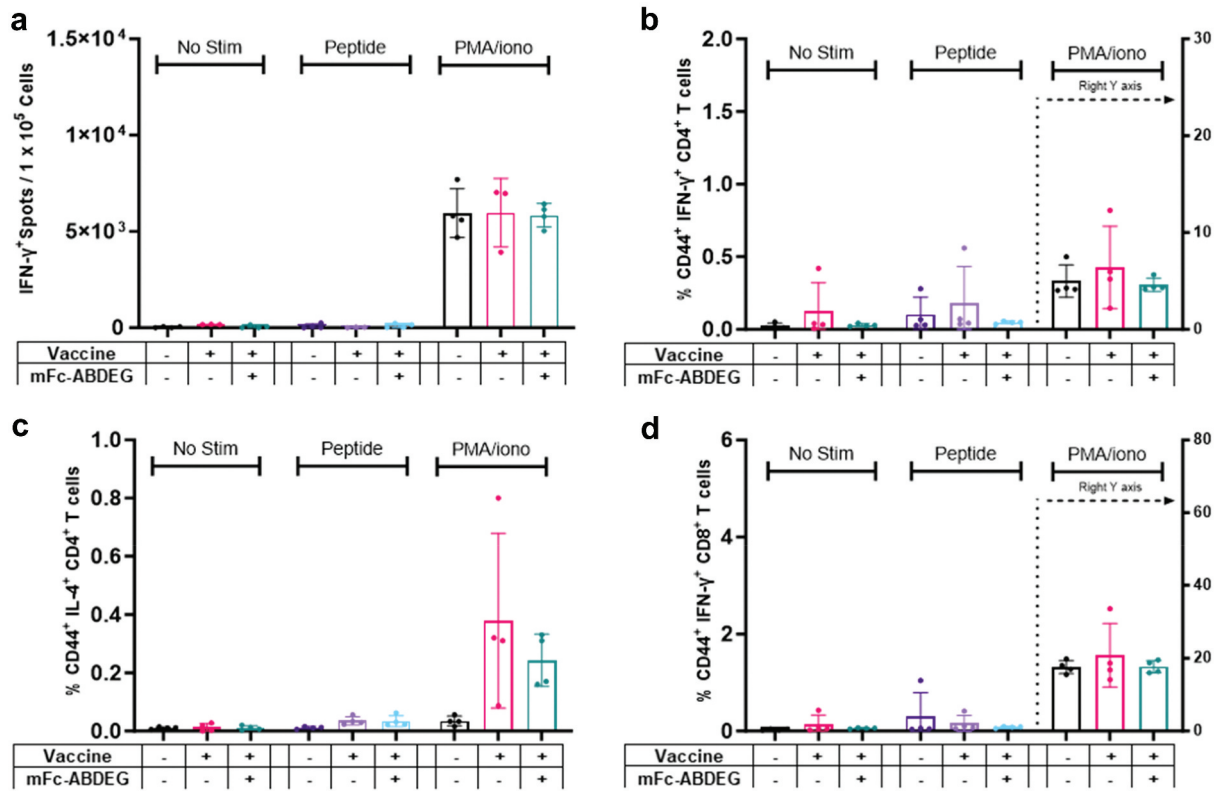 a
IFN-γ⁺Spots / 1 x 10⁵ Cells
1.5×10⁴
1×10⁴
5×10³
0
No Stim
Peptide
PMA/iono
Vaccine - + + - + + - + +
mFc-ABDEG - - + - - + - - +
b
% CD44⁺ IFN-γ⁺ CD4⁺ T cells
2.0
1.5
1.0
0.5
0.0
No Stim
Peptide
PMA/iono
Right Y axis
30
20
10
0
Vaccine - + + - + + - + +
mFc-ABDEG - - + - - + - - +
c
% CD44⁺ IL-4⁺ CD4⁺ T cells
1.0
0.8
0.6
0.4
0.2
0.0
No Stim
Peptide
PMA/iono
Vaccine - + + - + + - + +
mFc-ABDEG - - + - - + - - +
d
% CD44⁺ IFN-γ⁺ CD8⁺ T cells
6
4
2
0
No Stim
Peptide
PMA/iono
Right Y axis
80
60
40
20
0
Vaccine - + + - + + - + +
mFc-ABDEG - - + - - + - - +